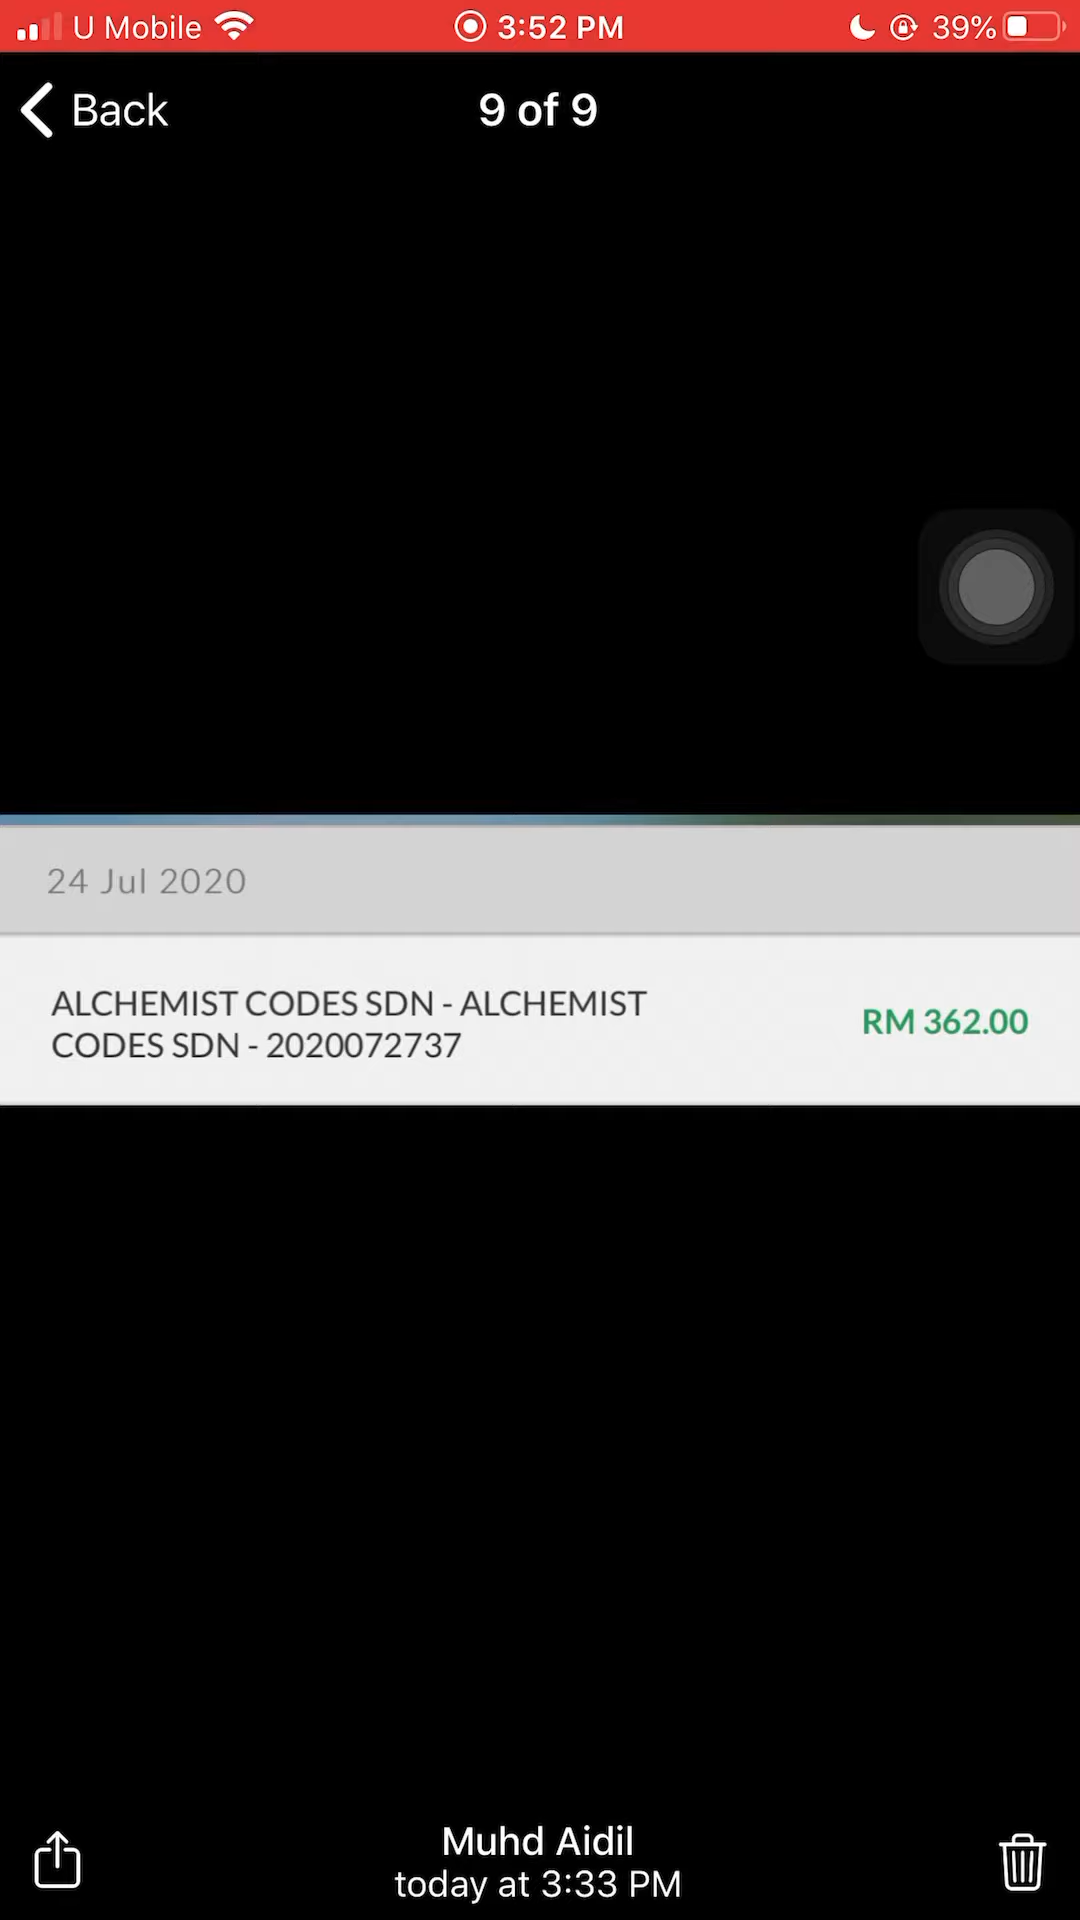 U Mobile 3:52 PM 39%
Back 9 of 9
24 Jul 2020
ALCHEMIST CODES SDN - ALCHEMIST
CODES SDN - 2020072737
RM 362.00
Muhd Aidil
today at 3:33 PM